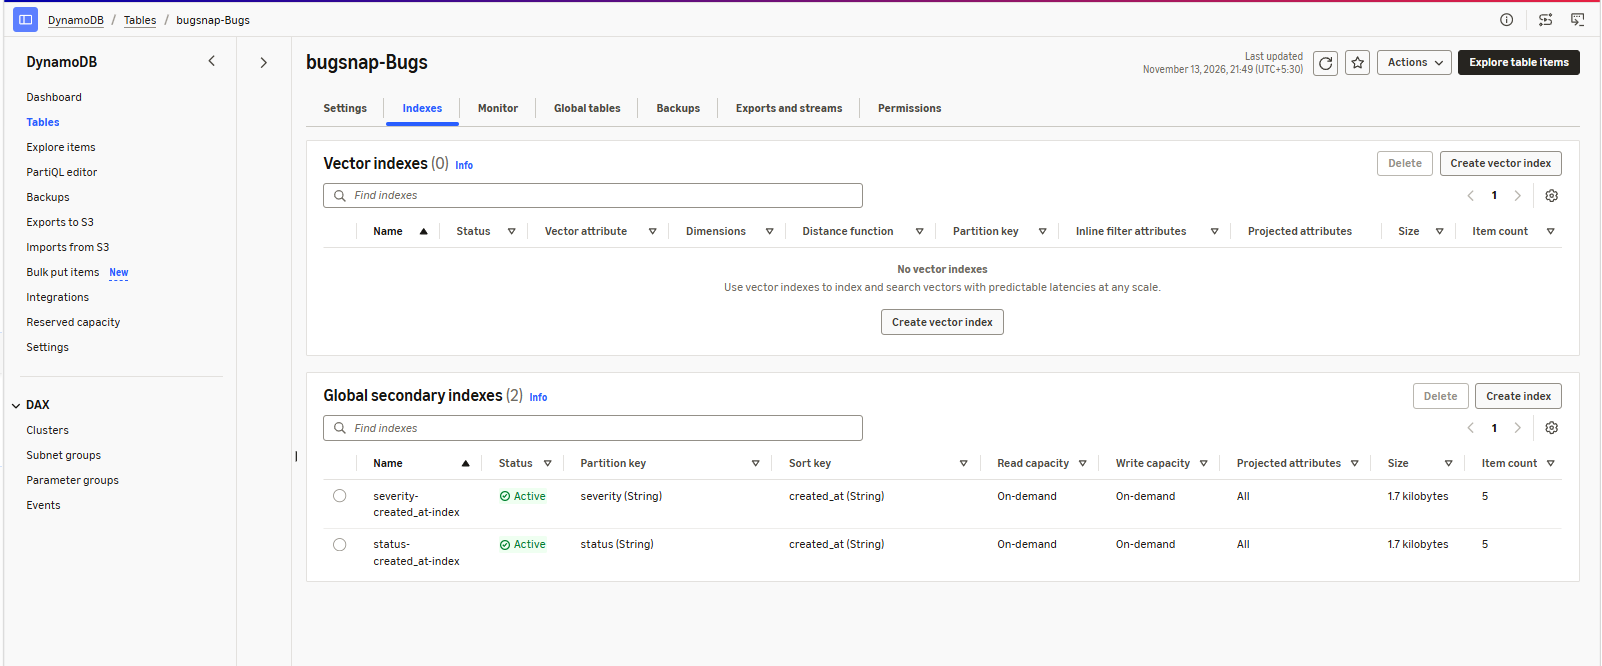 DynamoDB / Tables / bugsnap-Bugs
DynamoDB
Dashboard
Tables
Explore items
PartiQL editor
Backups
Exports to S3
Imports from S3
Bulk put items New
Integrations
Reserved capacity
Settings
DAX
Clusters
Subnet groups
Parameter groups
Events
bugsnap-Bugs
Last updated
November 13, 2026, 21:49 (UTC+5:30)
Actions
Explore table items
Settings Indexes Monitor Global tables Backups Exports and streams Permissions
Vector indexes (0) Info
Delete Create vector index
Find indexes
1
Name Status Vector attribute Dimensions Distance function Partition key Inline filter attributes Projected attributes Size Item count
No vector indexes
Use vector indexes to index and search vectors with predictable latencies at any scale.
Create vector index
Global secondary indexes (2) Info
Delete Create index
Find indexes
1
Name Status Partition key Sort key Read capacity Write capacity Projected attributes Size Item count
severity- Active severity (String) created_at (String) On-demand On-demand All 1.7 kilobytes 5
created_at-index
status- Active status (String) created_at (String) On-demand On-demand All 1.7 kilobytes 5
created_at-index